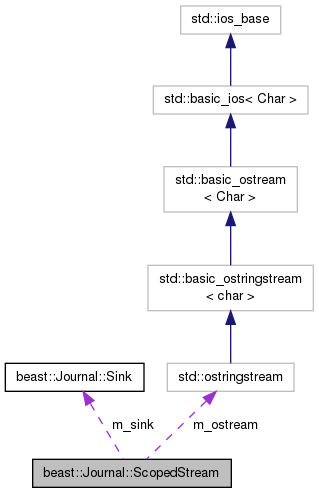 std::ios_base
std::basic_ios< Char >
std::basic_ostream
< Char >
std::basic_ostringstream
< char >
beast::Journal::Sink
std::ostringstream
m_sink
m_ostream
beast::Journal::ScopedStream